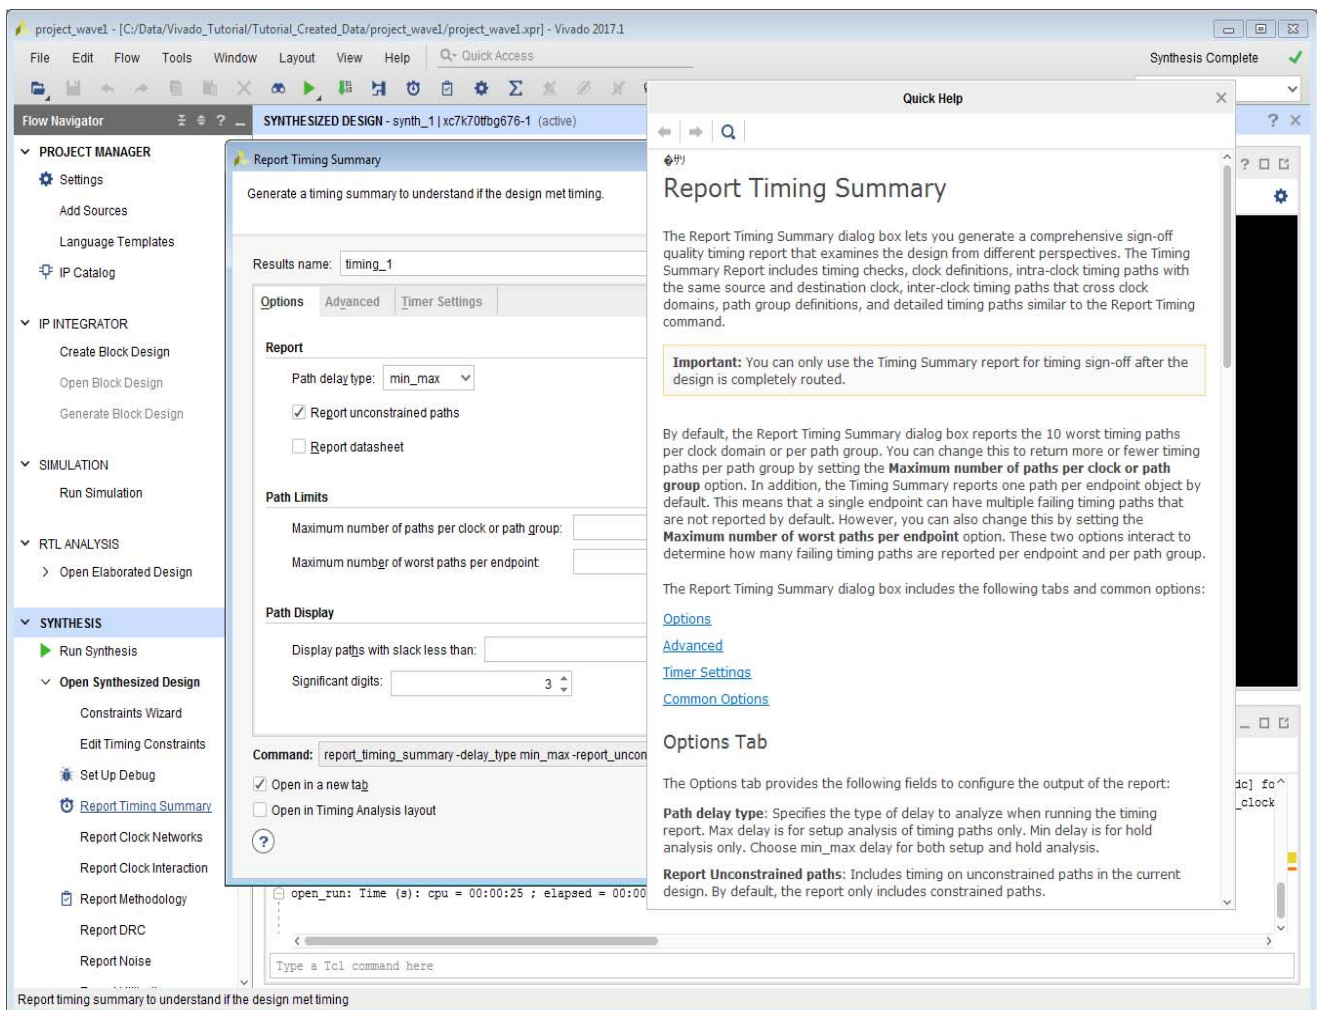 project_wave1 - [C:/Data/Vivado_Tutorial/Tutorial_Created_Data/project_wave1/project_wave1.xpr] - Vivado 2017.1
File Edit Flow Tools Window Layout View Help Quick Access
Synthesis Complete
Flow Navigator
SYNTHESIZED DESIGN - synth_1 | xc7k70tfbg676-1 (active)
PROJECT MANAGER
Settings
Add Sources
Language Templates
IP Catalog
IP INTEGRATOR
Create Block Design
Open Block Design
Generate Block Design
SIMULATION
Run Simulation
RTL ANALYSIS
Open Elaborated Design
SYNTHESIS
Run Synthesis
Open Synthesized Design
Constraints Wizard
Edit Timing Constraints
Set Up Debug
Report Timing Summary
Report Clock Networks
Report Clock Interaction
Report Methodology
Report DRC
Report Noise
Report Timing Summary
Generate a timing summary to understand if the design met timing.
Results name: timing_1
Options Advanced Timer Settings
Report
Path delay type: min_max
Report unconstrained paths
Report datasheet
Path Limits
Maximum number of paths per clock or path group:
Maximum number of worst paths per endpoint:
Path Display
Display paths with slack less than:
Significant digits: 3
Command: report_timing_summary -delay_type min_max -report_uncon
Open in a new tab
Open in Timing Analysis layout
?
Quick Help
Report Timing Summary
The Report Timing Summary dialog box lets you generate a comprehensive sign-off
quality timing report that examines the design from different perspectives. The Timing
Summary Report includes timing checks, clock definitions, intra-clock timing paths with
the same source and destination clock, inter-clock timing paths that cross clock
domains, path group definitions, and detailed timing paths similar to the Report Timing
command.
Important: You can only use the Timing Summary report for timing sign-off after the
design is completely routed.
By default, the Report Timing Summary dialog box reports the 10 worst timing paths
per clock domain or per path group. You can change this to return more or fewer timing
paths per path group by setting the Maximum number of paths per clock or path
group option. In addition, the Timing Summary reports one path per endpoint object by
default. This means that a single endpoint can have multiple failing timing paths that
are not reported by default. However, you can also change this by setting the
Maximum number of worst paths per endpoint option. These two options interact to
determine how many failing timing paths are reported per endpoint and per path group.
The Report Timing Summary dialog box includes the following tabs and common options:
Options
Advanced
Timer Settings
Common Options
Options Tab
The Options tab provides the following fields to configure the output of the report:
Path delay type: Specifies the type of delay to analyze when running the timing
report. Max delay is for setup analysis of timing paths only. Min delay is for hold
analysis only. Choose min_max delay for both setup and hold analysis.
Report Unconstrained paths: Includes timing on unconstrained paths in the current
design. By default, the report only includes constrained paths.
dc] fo
_clock
open_run: Time (s): cpu = 00:00:25 ; elapsed = 00:00
Type a Tcl command here
Report timing summary to understand if the design met timing